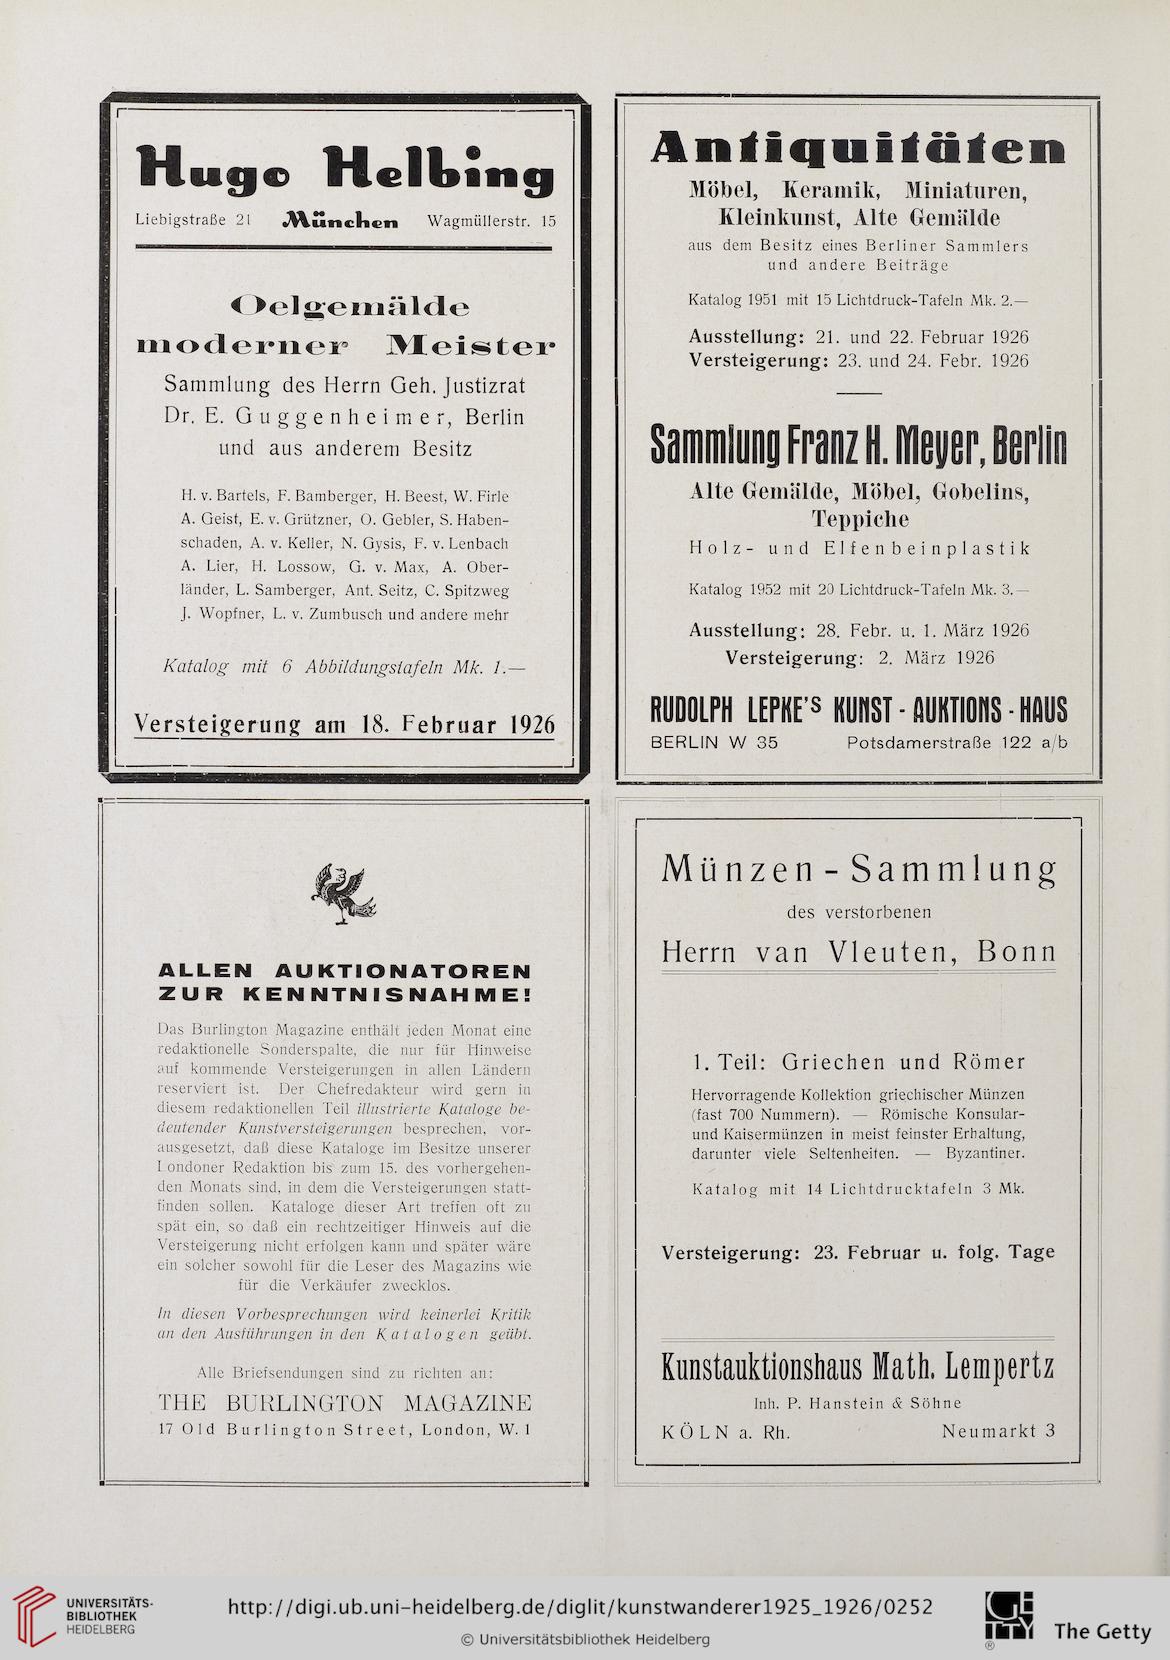 Hugo Helbing
Liebigstraße 21 München Wagmüllerstr. 15
Oelgemälde
moderner Meister
Sammlung des Herrn Geh. Justizrat
Dr. E. Guggenheimer, Berlin
und aus anderem Besitz
H. v. Bartels, F. Bamberger, H. Beest, W. Firle
A. Geist, E. v. Grützner, O. Gebler, S. Haben-
schaden, A. v. Keller, N. Gysis, F. v. Lenbach
A. Lier, H. Lossow, G. v. Max, A. Ober-
länder, L. Samberger, Ant. Seitz, C. Spitzweg
J. Wopfner, L. v. Zumbusch und andere mehr
Katalog mit 6 Abbildungstafeln Mk. 1.—
Versteigerung am 18. Februar 1926
Antiquitäten
Möbel, Keramik, Miniaturen,
Kleinkunst, Alte Gemälde
aus dem Besitz eines Berliner Sammlers
und andere Beiträge
Katalog 1951 mit 15 Lichtdruck-Tafeln Mk. 2.—
Ausstellung: 21. und 22. Februar 1926
Versteigerung: 23. und 24. Febr. 1926
Sammlung Franz H. Meyer, Berlin
Alte Gemälde, Möbel, Gobelins,
Teppiche
Holz- und Elfenbeinplastik
Katalog 1952 mit 20 Lichtdruck-Tafeln Mk. 3.—
Ausstellung: 28. Febr. u. 1. März 1926
Versteigerung: 2. März 1926
RUDOLPH LEPKE'S KUNST-AUKTIONS-HAUS
BERLIN W 35 Potsdamerstraße 122 a/b
ALLEN AUKTIONATOREN
ZUR KENNTNISNAHME!
Das Burlington Magazine enthält jeden Monat eine
redaktionelle Sonderspalte, die nur für Hinweise
auf kommende Versteigerungen in allen Ländern
reserviert ist. Der Chefredakteur wird gern in
diesem redaktionellen Teil illustrierte Kataloge be-
deutender Kunstversteigerungen besprechen, vor-
ausgesetzt, daß diese Kataloge im Besitze unserer
Londoner Redaktion bis zum 15. des vorhergehen-
den Monats sind, in dem die Versteigerungen statt-
finden sollen. Kataloge dieser Art treffen oft zu
spät ein, so daß ein rechtzeitiger Hinweis auf die
Versteigerung nicht erfolgen kann und später wäre
ein solcher sowohl für die Leser des Magazins wie
für die Verkäufer zwecklos.
In diesen Vorbesprechungen wird keinerlei Kritik
an den Ausführungen in den Katalogen geübt.
Alle Briefsendungen sind zu richten an:
THE BURLINGTON MAGAZINE
17 Old Burlington Street, London, W. 1
Münzen-Sammlung
des verstorbenen
Herrn van Vleuten, Bonn
1. Teil: Griechen und Römer
Hervorragende Kollektion griechischer Münzen
(fast 700 Nummern). — Römische Konsular-
und Kaisermünzen in meist feinster Erhaltung,
darunter viele Seltenheiten. — Byzantiner.
Katalog mit 14 Lichtdrucktafeln 3 Mk.
Versteigerung: 23. Februar u. folg. Tage
Kunstauktionshaus Math. Lempertz
Inh. P. Hanstein & Söhne
KÖLN a. Rh. Neumarkt 3
UNIVERSITÄTS-
BIBLIOTHEK
HEIDELBERG
http://digi.ub.uni-heidelberg.de/diglit/kunstwanderer1925_1926/0252
© Universitätsbibliothek Heidelberg
GETTY
®
The Getty